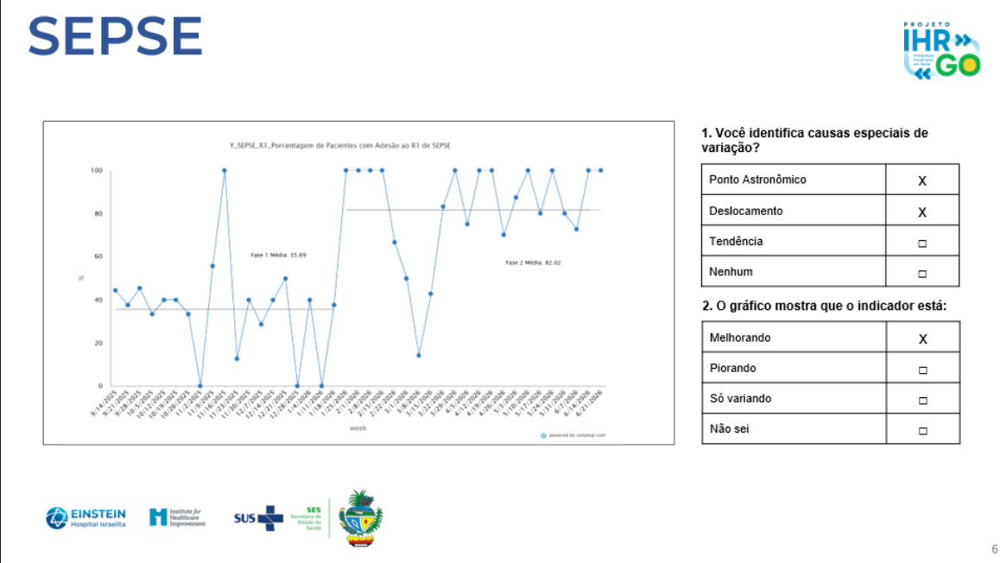 SEPSE
PROJETO
IHR
GO
Integração
Hospitalar
em Rede
Y_SEPSE_R1_Porcentagem de Pacientes com Adesão ao R1 de SEPSE
100
80
60
40
20
0
%
Fase 1 Média: 35.69
Fase 2 Média: 82.02
9/14/2025
9/21/2025
9/28/2025
10/5/2025
10/12/2025
10/19/2025
10/26/2025
11/2/2025
11/9/2025
11/16/2025
11/23/2025
11/30/2025
12/7/2025
12/14/2025
12/21/2025
12/28/2025
1/4/2026
1/11/2026
1/18/2026
1/25/2026
2/1/2026
2/8/2026
2/15/2026
2/22/2026
3/1/2026
3/8/2026
3/15/2026
3/22/2026
3/29/2026
4/5/2026
4/12/2026
4/19/2026
4/26/2026
5/3/2026
5/10/2026
5/17/2026
5/24/2026
5/31/2026
6/7/2026
6/14/2026
6/21/2026
week
powered by simpleqi.com
1. Você identifica causas especiais de
variação?
Ponto Astronômico X
Deslocamento X
Tendência □
Nenhum □
2. O gráfico mostra que o indicador está:
Melhorando X
Piorando □
Só variando □
Não sei □
EINSTEIN
Hospital Israelita
Institute for
Healthcare
Improvement
SUS
SES
Secretaria de
Estado da
Saúde
6